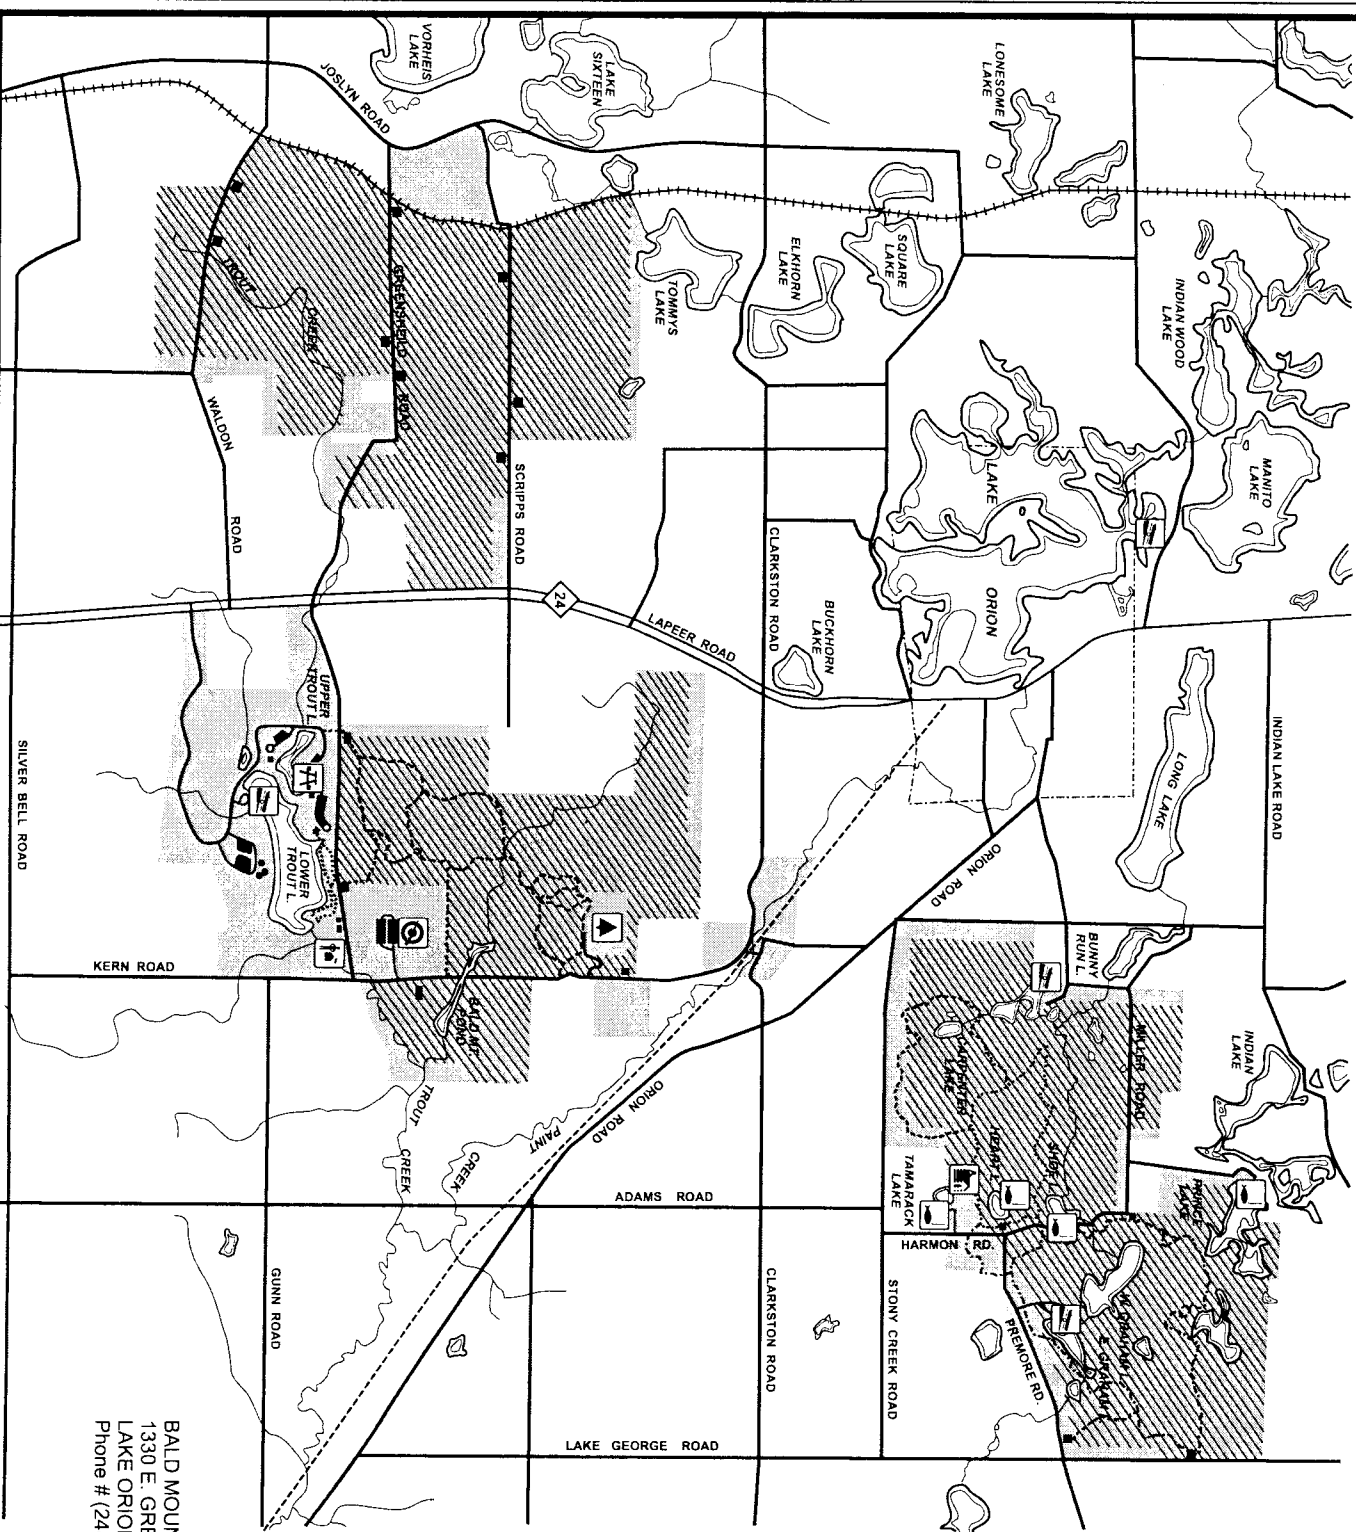 VORHEIS
LAKE
LAKE
SIXTEEN
LONESOME
LAKE
JOSLYN ROAD
SQUARE
LAKE
ELKHORN
LAKE
TOMMYS
LAKE
INDIAN WOOD
LAKE
MANITO
LAKE
TROUT
CREEK
GREENSHEILD
ROAD
WALDON
ROAD
SCRIPPS ROAD
CLARKSTON ROAD
LAKE
ORION
24
LAPEER ROAD
BUCKHORN
LAKE
UPPER
TROUT L.
LOWER
TROUT L.
SILVER BELL ROAD
LONG LAKE
INDIAN LAKE ROAD
ORION ROAD
KERN ROAD
BALD MT.
POND
BUNNY
RUN L.
MILLER ROAD
INDIAN
LAKE
CARPENTER
LAKE
HEART L.
SHOE L.
TAMARACK
LAKE
PRINCE
LAKE
ORION ROAD
TROUT
CREEK
PAINT
CREEK
ADAMS ROAD
HARMON RD.
GUNN ROAD
CLARKSTON ROAD
STONY CREEK ROAD
PREMORE RD.
W. GRAHAM L.
E. GRAHAM L.
LAKE GEORGE ROAD
BALD MOUN
1330 E. GRE
LAKE ORION
Phone # (24